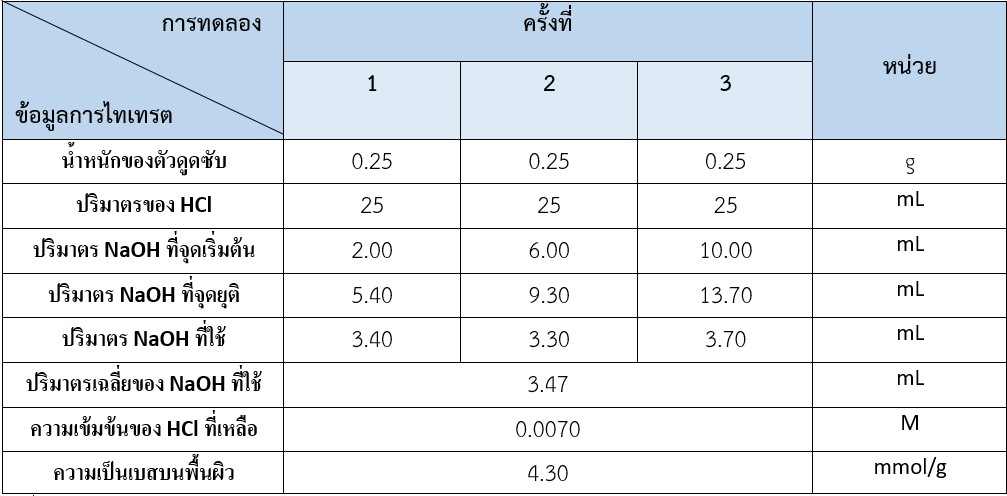 การทดลอง
ข้อมูลการไทเทรต
ครั้งที่
หน่วย
1 2 3
น้ำหนักของตัวดูดซับ 0.25 0.25 0.25 g
ปริมาตรของ HCl 25 25 25 mL
ปริมาตร NaOH ที่จุดเริ่มต้น 2.00 6.00 10.00 mL
ปริมาตร NaOH ที่จุดยุติ 5.40 9.30 13.70 mL
ปริมาตร NaOH ที่ใช้ 3.40 3.30 3.70 mL
ปริมาตรเฉลี่ยของ NaOH ที่ใช้ 3.47 mL
ความเข้มข้นของ HCl ที่เหลือ 0.0070 M
ความเป็นเบสบนพื้นผิว 4.30 mmol/g